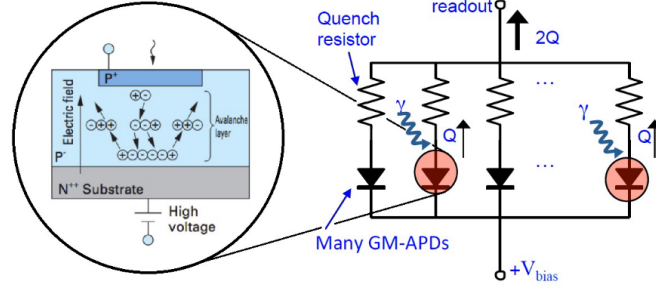 readout
Quench
resistor
2Q
P+
Electric field
Avalanche
layer
P-
N++ Substrate
High
voltage
γ
Q
...
γ
Q
...
Many GM-APDs
+Vbias